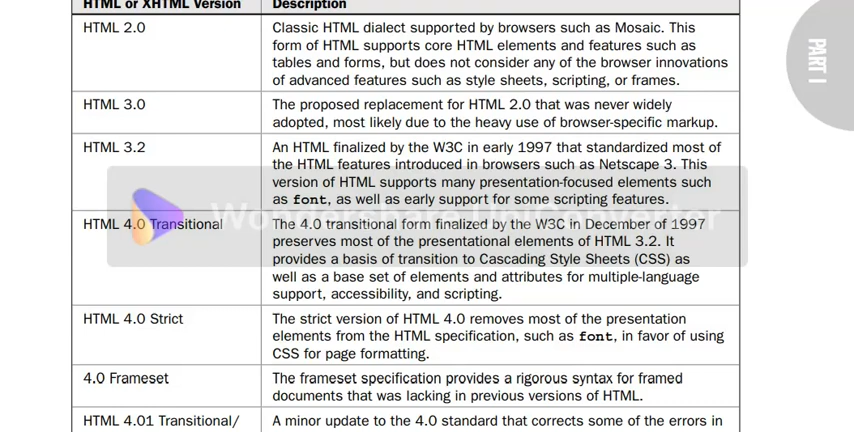 HTML or XHTML Version Description
HTML 2.0 Classic HTML dialect supported by browsers such as Mosaic. This
form of HTML supports core HTML elements and features such as
tables and forms, but does not consider any of the browser innovations
of advanced features such as style sheets, scripting, or frames.
HTML 3.0 The proposed replacement for HTML 2.0 that was never widely
adopted, most likely due to the heavy use of browser-specific markup.
HTML 3.2 An HTML finalized by the W3C in early 1997 that standardized most of
the HTML features introduced in browsers such as Netscape 3. This
version of HTML supports many presentation-focused elements such
as font, as well as early support for some scripting features.
HTML 4.0 Transitional The 4.0 transitional form finalized by the W3C in December of 1997
preserves most of the presentational elements of HTML 3.2. It
provides a basis of transition to Cascading Style Sheets (CSS) as
well as a base set of elements and attributes for multiple-language
support, accessibility, and scripting.
HTML 4.0 Strict The strict version of HTML 4.0 removes most of the presentation
elements from the HTML specification, such as font, in favor of using
CSS for page formatting.
4.0 Frameset The frameset specification provides a rigorous syntax for framed
documents that was lacking in previous versions of HTML.
HTML 4.01 Transitional/ A minor update to the 4.0 standard that corrects some of the errors in
PART I
Wondershare UniConverter